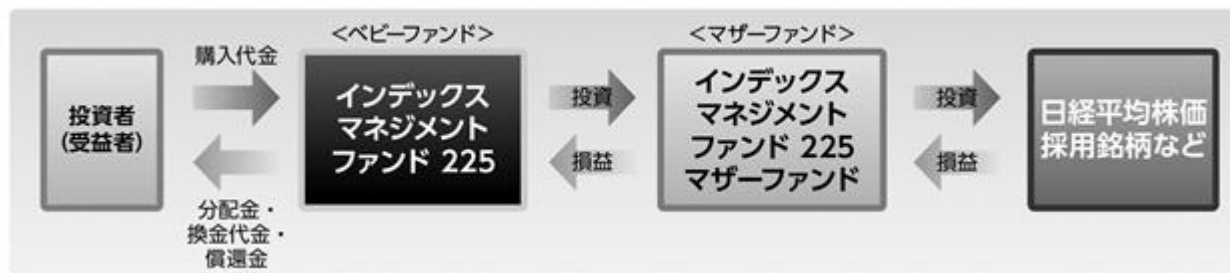 <ベビーファンド>
<マザーファンド>
購入代金
投資者
(受益者)
分配金・
換金代金・
償還金
インデックス
マネジメント
ファンド 225
投資
損益
インデックス
マネジメント
ファンド 225
マザーファンド
投資
損益
日経平均株価
採用銘柄など